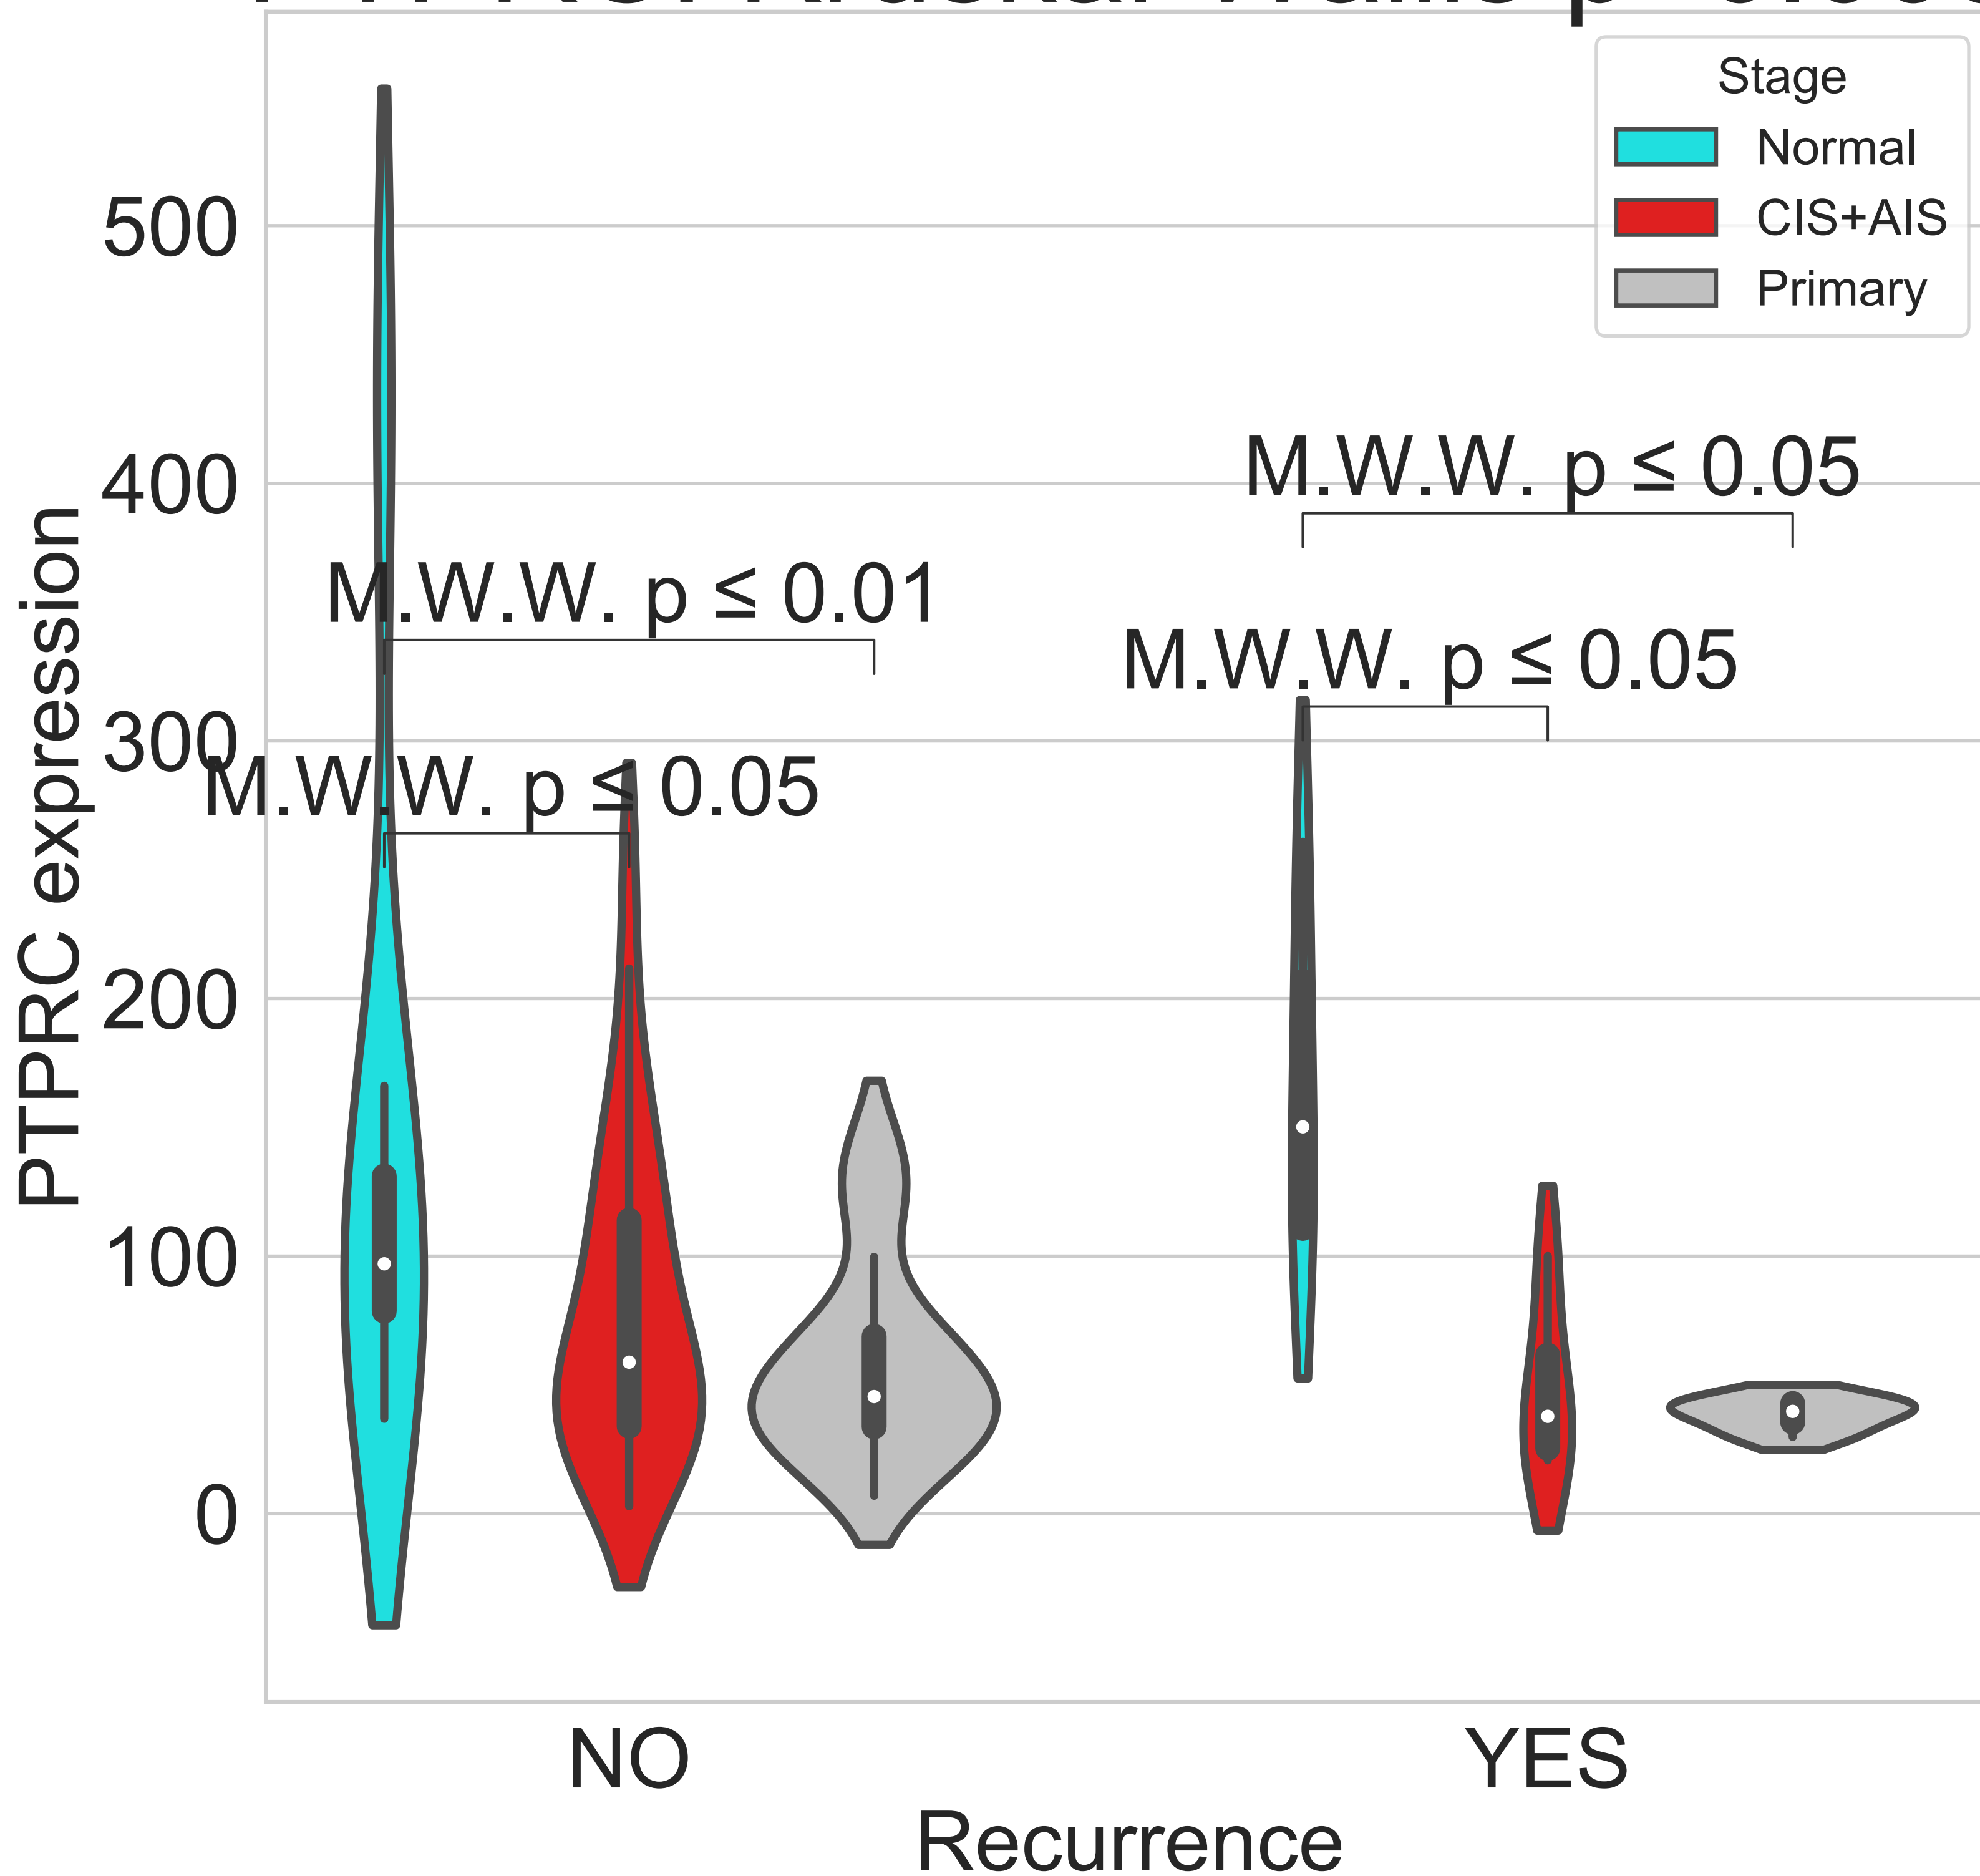 Stage
Normal
CIS+AIS
Primary
500
400
300
200
100
0
PTPRC expression
M.W.W. p ≤ 0.05
M.W.W. p ≤ 0.01
M.W.W. p ≤ 0.05
M.W.W. p ≤ 0.05
NO
YES
Recurrence